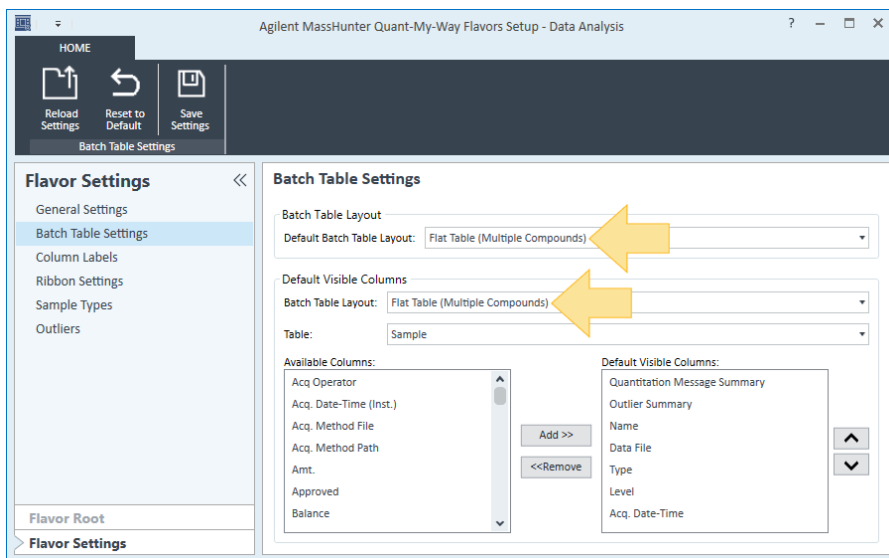 Agilent MassHunter Quant-My-Way Flavors Setup - Data Analysis
HOME
Reload Settings
Reset to Default
Save Settings
Batch Table Settings
Flavor Settings
General Settings
Batch Table Settings
Column Labels
Ribbon Settings
Sample Types
Outliers
Flavor Root
Flavor Settings
Batch Table Settings
Batch Table Layout
Default Batch Table Layout: Flat Table (Multiple Compounds)
Default Visible Columns
Batch Table Layout: Flat Table (Multiple Compounds)
Table: Sample
Available Columns:
Acq Operator
Acq. Date-Time (Inst.)
Acq. Method File
Acq. Method Path
Amt.
Approved
Balance
Add >>
<<Remove
Default Visible Columns:
Quantitation Message Summary
Outlier Summary
Name
Data File
Type
Level
Acq. Date-Time